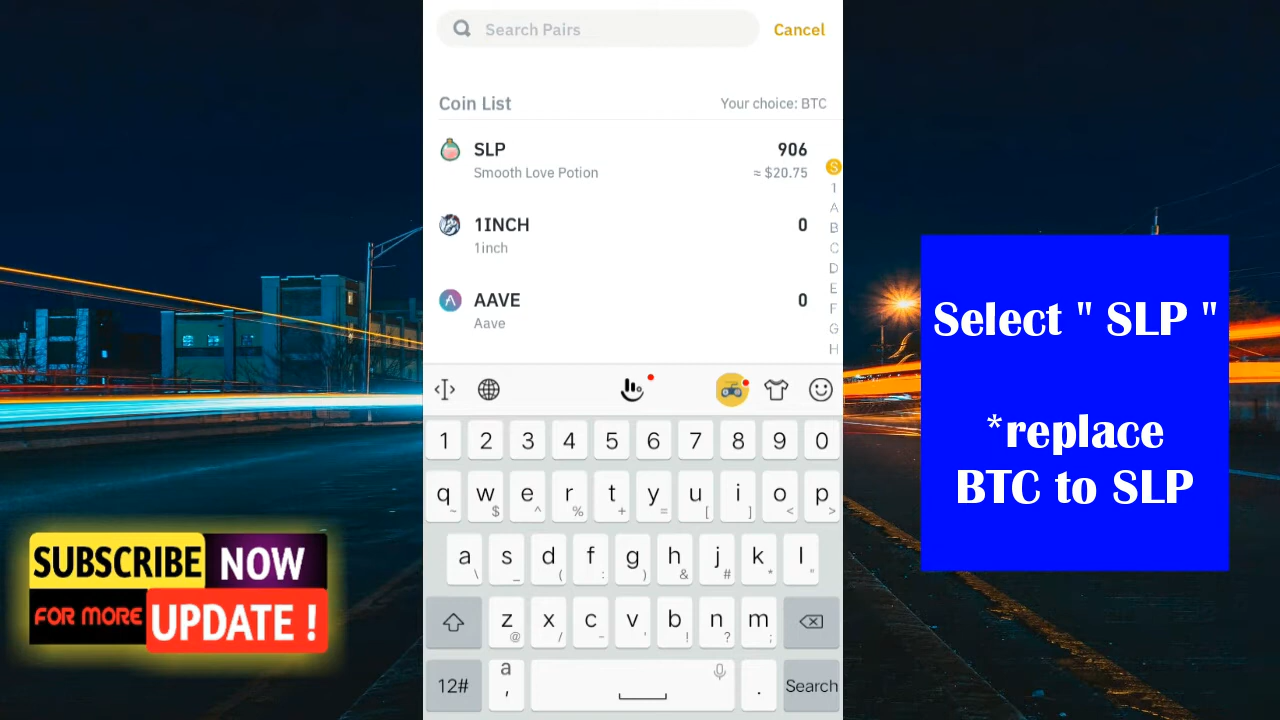 Search Pairs
Cancel
Coin List
Your choice: BTC
SLP
906
Smooth Love Potion
≈ $20.75
1INCH
0
1inch
AAVE
0
Aave
S
1
A
B
C
D
E
F
G
H
1 2 3 4 5 6 7 8 9 0
q w e r t y u i o p
~ $ ^ % + = [ ] < >
a s d f g h j k l
\ _ ( : ) & # * "
z x c v b n m
@ / - ' ! ? ;
12#
a
,
.
Search
Select " SLP "
*replace
BTC to SLP
SUBSCRIBE NOW
FOR MORE UPDATE !